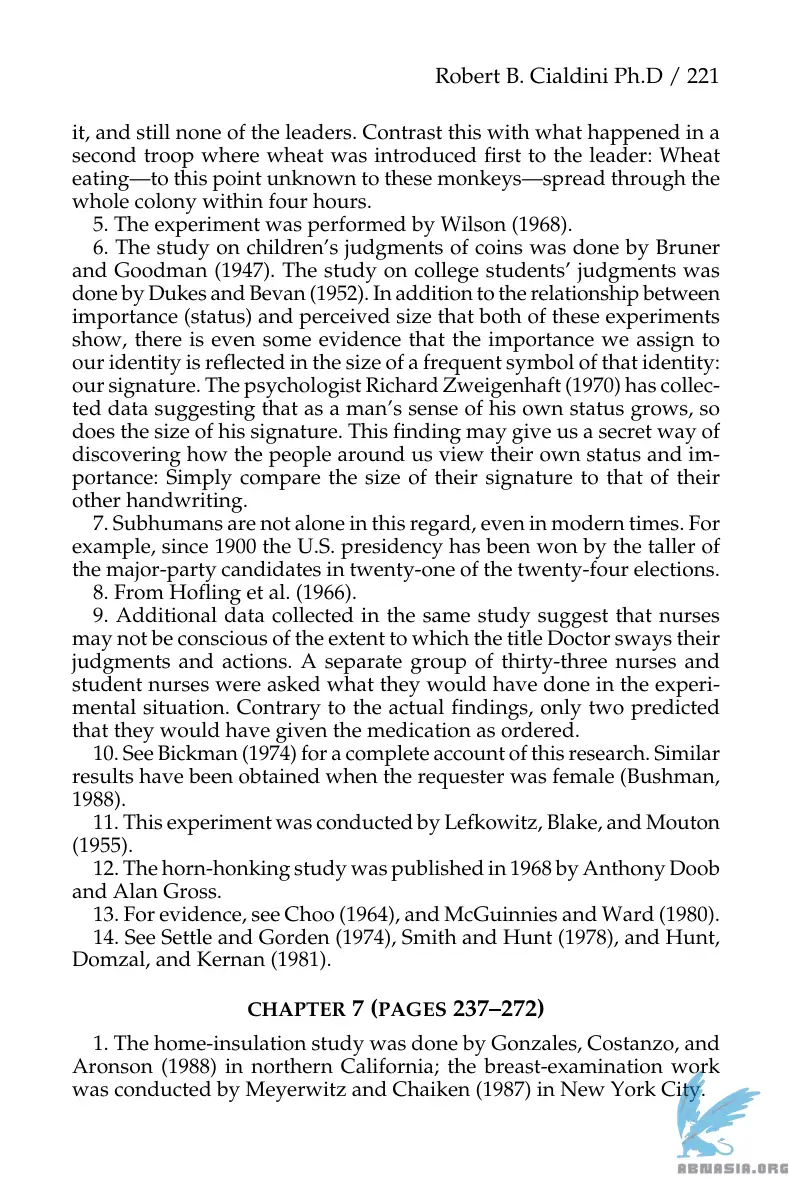 Robert B. Cialdini Ph.D / 221
it, and still none of the leaders. Contrast this with what happened in a
second troop where wheat was introduced first to the leader: Wheat
eating—to this point unknown to these monkeys—spread through the
whole colony within four hours.
5. The experiment was performed by Wilson (1968).
6. The study on children’s judgments of coins was done by Bruner
and Goodman (1947). The study on college students’ judgments was
done by Dukes and Bevan (1952). In addition to the relationship between
importance (status) and perceived size that both of these experiments
show, there is even some evidence that the importance we assign to
our identity is reflected in the size of a frequent symbol of that identity:
our signature. The psychologist Richard Zweigenhaft (1970) has collec-
ted data suggesting that as a man’s sense of his own status grows, so
does the size of his signature. This finding may give us a secret way of
discovering how the people around us view their own status and im-
portance: Simply compare the size of their signature to that of their
other handwriting.
7. Subhumans are not alone in this regard, even in modern times. For
example, since 1900 the U.S. presidency has been won by the taller of
the major-party candidates in twenty-one of the twenty-four elections.
8. From Hofling et al. (1966).
9. Additional data collected in the same study suggest that nurses
may not be conscious of the extent to which the title Doctor sways their
judgments and actions. A separate group of thirty-three nurses and
student nurses were asked what they would have done in the experi-
mental situation. Contrary to the actual findings, only two predicted
that they would have given the medication as ordered.
10. See Bickman (1974) for a complete account of this research. Similar
results have been obtained when the requester was female (Bushman,
1988).
11. This experiment was conducted by Lefkowitz, Blake, and Mouton
(1955).
12. The horn-honking study was published in 1968 by Anthony Doob
and Alan Gross.
13. For evidence, see Choo (1964), and McGuinnies and Ward (1980).
14. See Settle and Gorden (1974), Smith and Hunt (1978), and Hunt,
Domzal, and Kernan (1981).
CHAPTER 7 (PAGES 237–272)
1. The home-insulation study was done by Gonzales, Costanzo, and
Aronson (1988) in northern California; the breast-examination work
was conducted by Meyerwitz and Chaiken (1987) in New York City.
ABNASIA.ORG